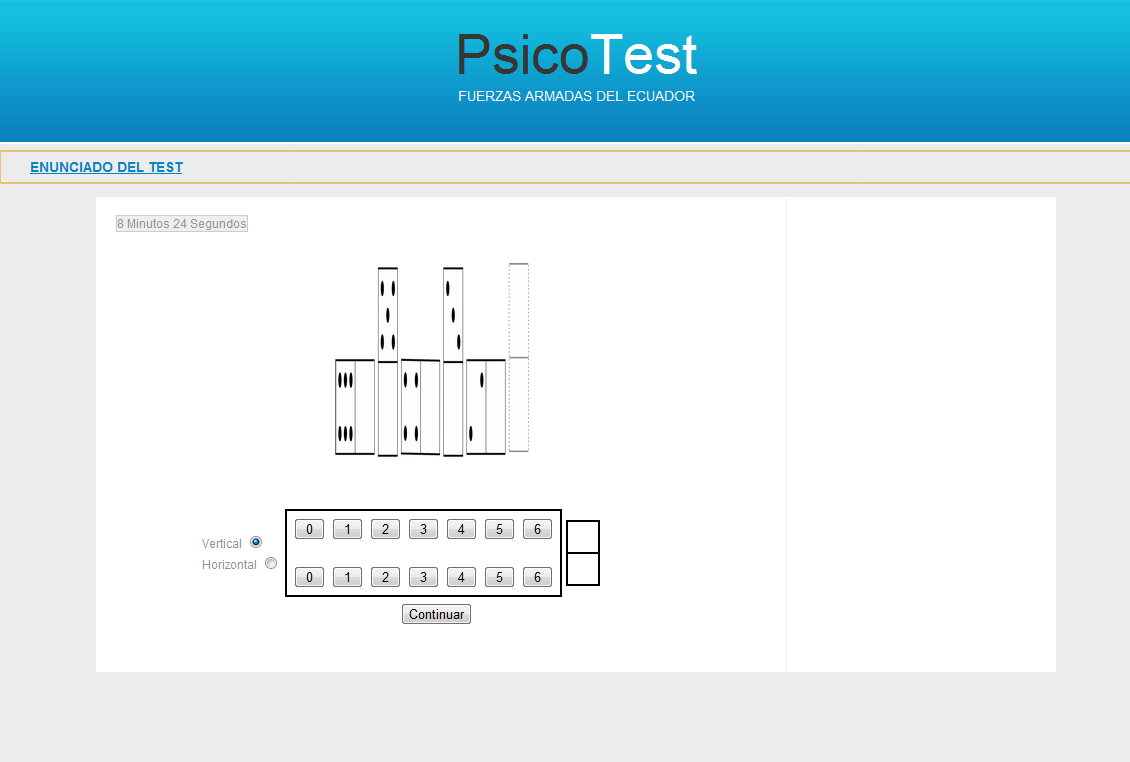 PsicoTest
FUERZAS ARMADAS DEL ECUADOR
ENUNCIADO DEL TEST
8 Minutos 24 Segundos
0 1 2 3 4 5 6
Vertical
Horizontal
0 1 2 3 4 5 6
Continuar